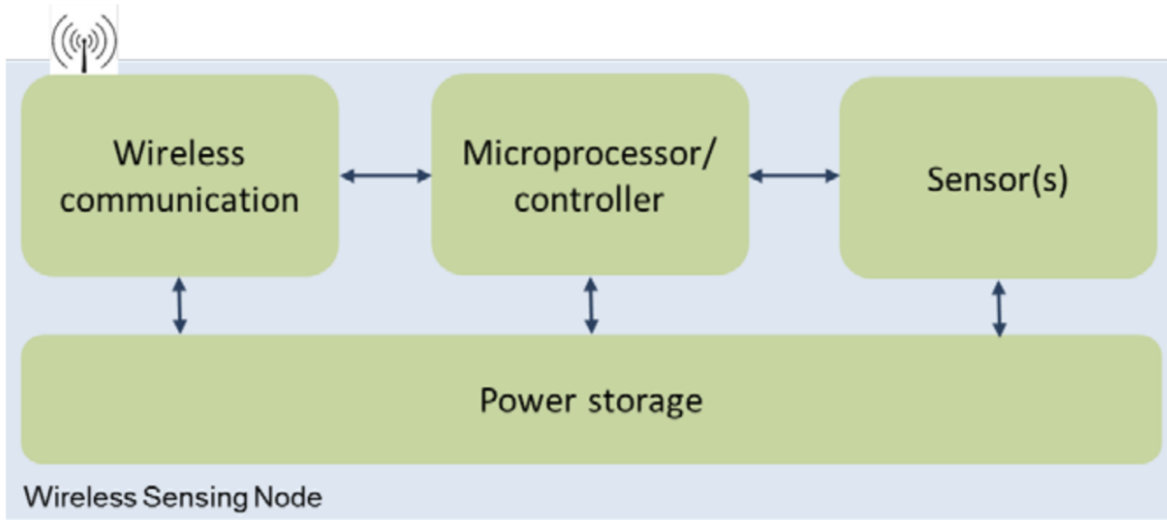 Wireless
communication
Microprocessor/
controller
Sensor(s)
Power storage
Wireless Sensing Node